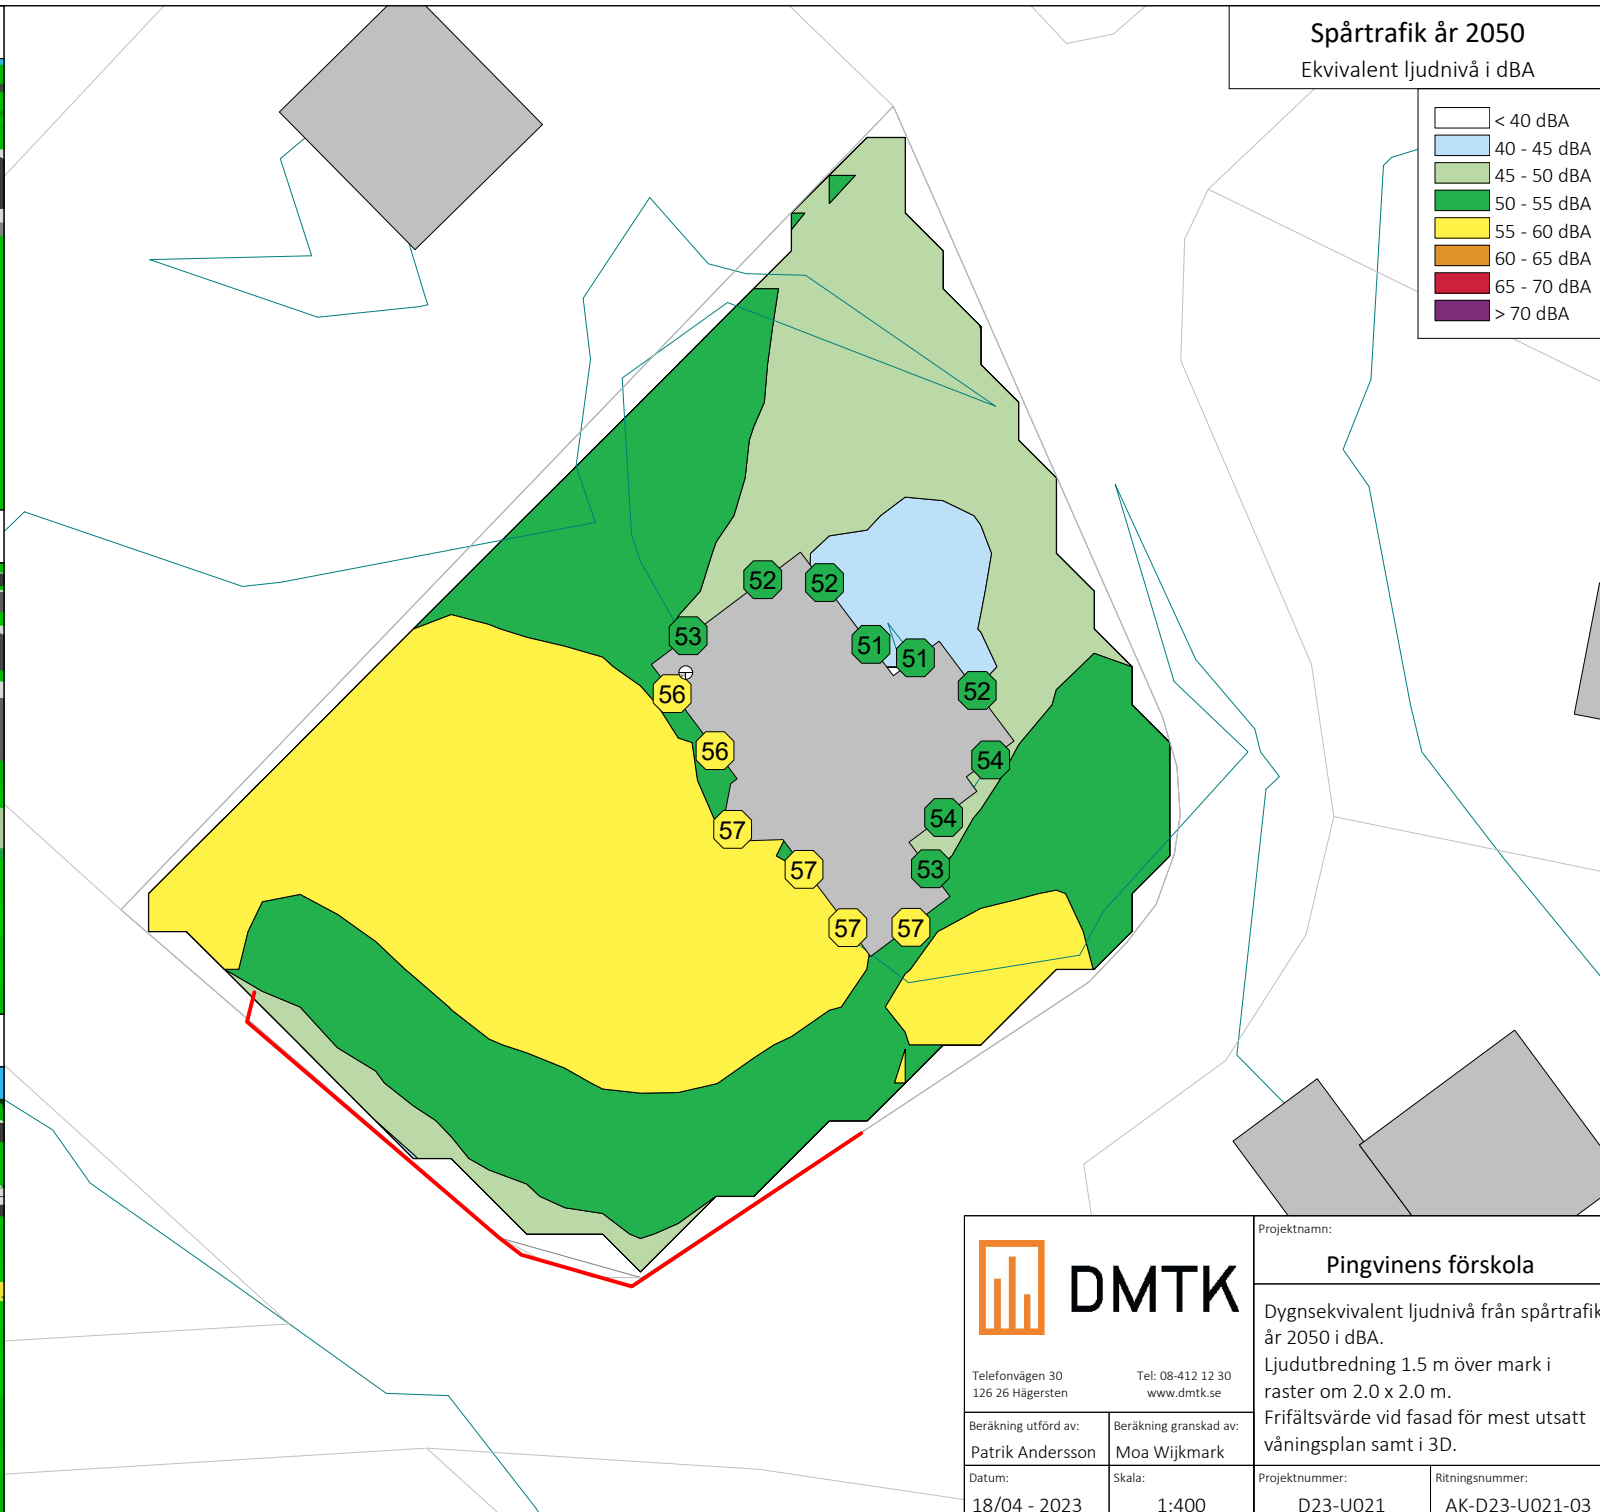 Spårtrafik år 2050
Ekvivalent ljudnivå i dBA
< 40 dBA
40 - 45 dBA
45 - 50 dBA
50 - 55 dBA
55 - 60 dBA
60 - 65 dBA
65 - 70 dBA
> 70 dBA
52
52
53
51
51
56
52
56
54
57
54
57
53
57
57
DMTK
Telefonvägen 30
126 26 Hägersten
Tel: 08-412 12 30
www.dmtk.se
Projektnamn:
Pingvinens förskola
Dygnsekvivalent ljudnivå från spårtrafik
år 2050 i dBA.
Ljudutbredning 1.5 m över mark i
raster om 2.0 x 2.0 m.
Frifältsvärde vid fasad för mest utsatt
våningsplan samt i 3D.
Beräkning utförd av:
Patrik Andersson
Beräkning granskad av:
Moa Wijkmark
Datum:
18/04 - 2023
Skala:
1:400
Projektnummer:
D23-U021
Ritningsnummer:
AK-D23-U021-03